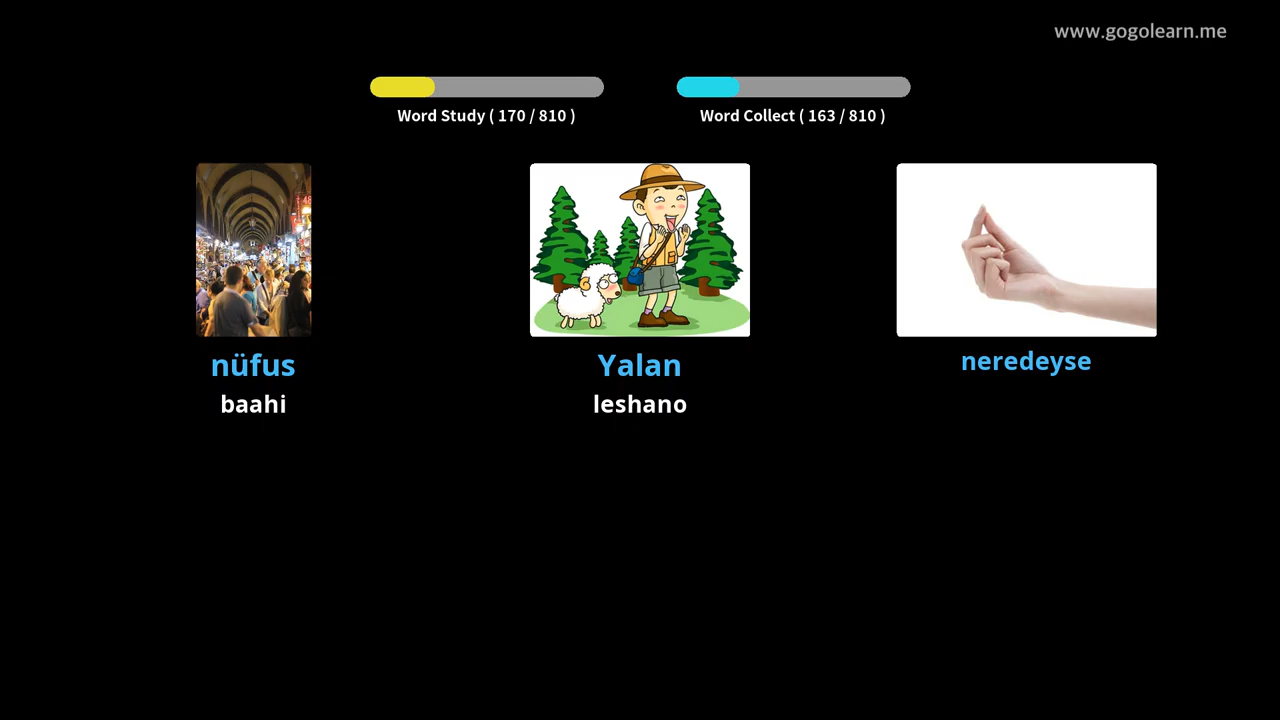 www.gogolearn.me
Word Study ( 170 / 810 )
Word Collect ( 163 / 810 )
nüfus
baahi
Yalan
leshano
neredeyse